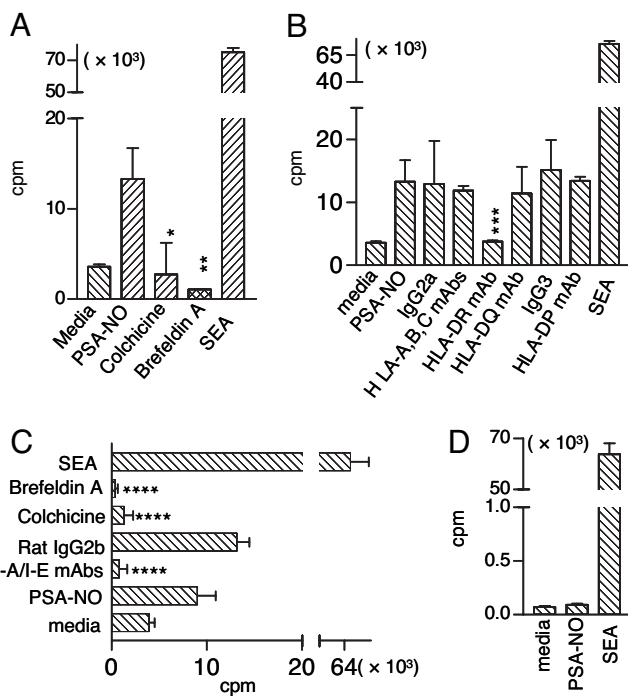 A
( × 10³)
70
50
20
10
0
cpm
*
**
Media
PSA-NO
Colchicine
Brefeldin A
SEA
B
( × 10³)
65
40
20
10
0
cpm
***
media
PSA-NO
IgG2a
H LA-A,B,C mAbs
HLA-DR mAb
HLA-DQ mAb
IgG3
HLA-DP mAb
SEA
C
SEA
Brefeldin A
****
Colchicine
****
Rat IgG2b
-A/I-E mAbs
****
PSA-NO
media
0 10 20 64 ( × 10³)
cpm
D
( × 10³)
70
50
1.0
0.5
0.0
cpm
media
PSA-NO
SEA